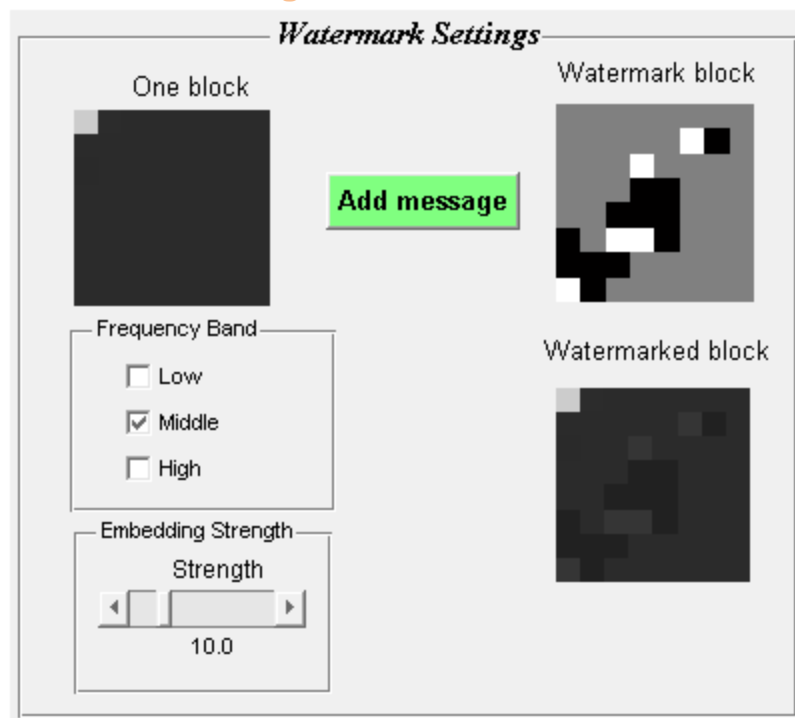 Watermark Settings
One block
Watermark block
Add message
Frequency Band
Low
Middle
High
Watermarked block
Embedding Strength
Strength
10.0